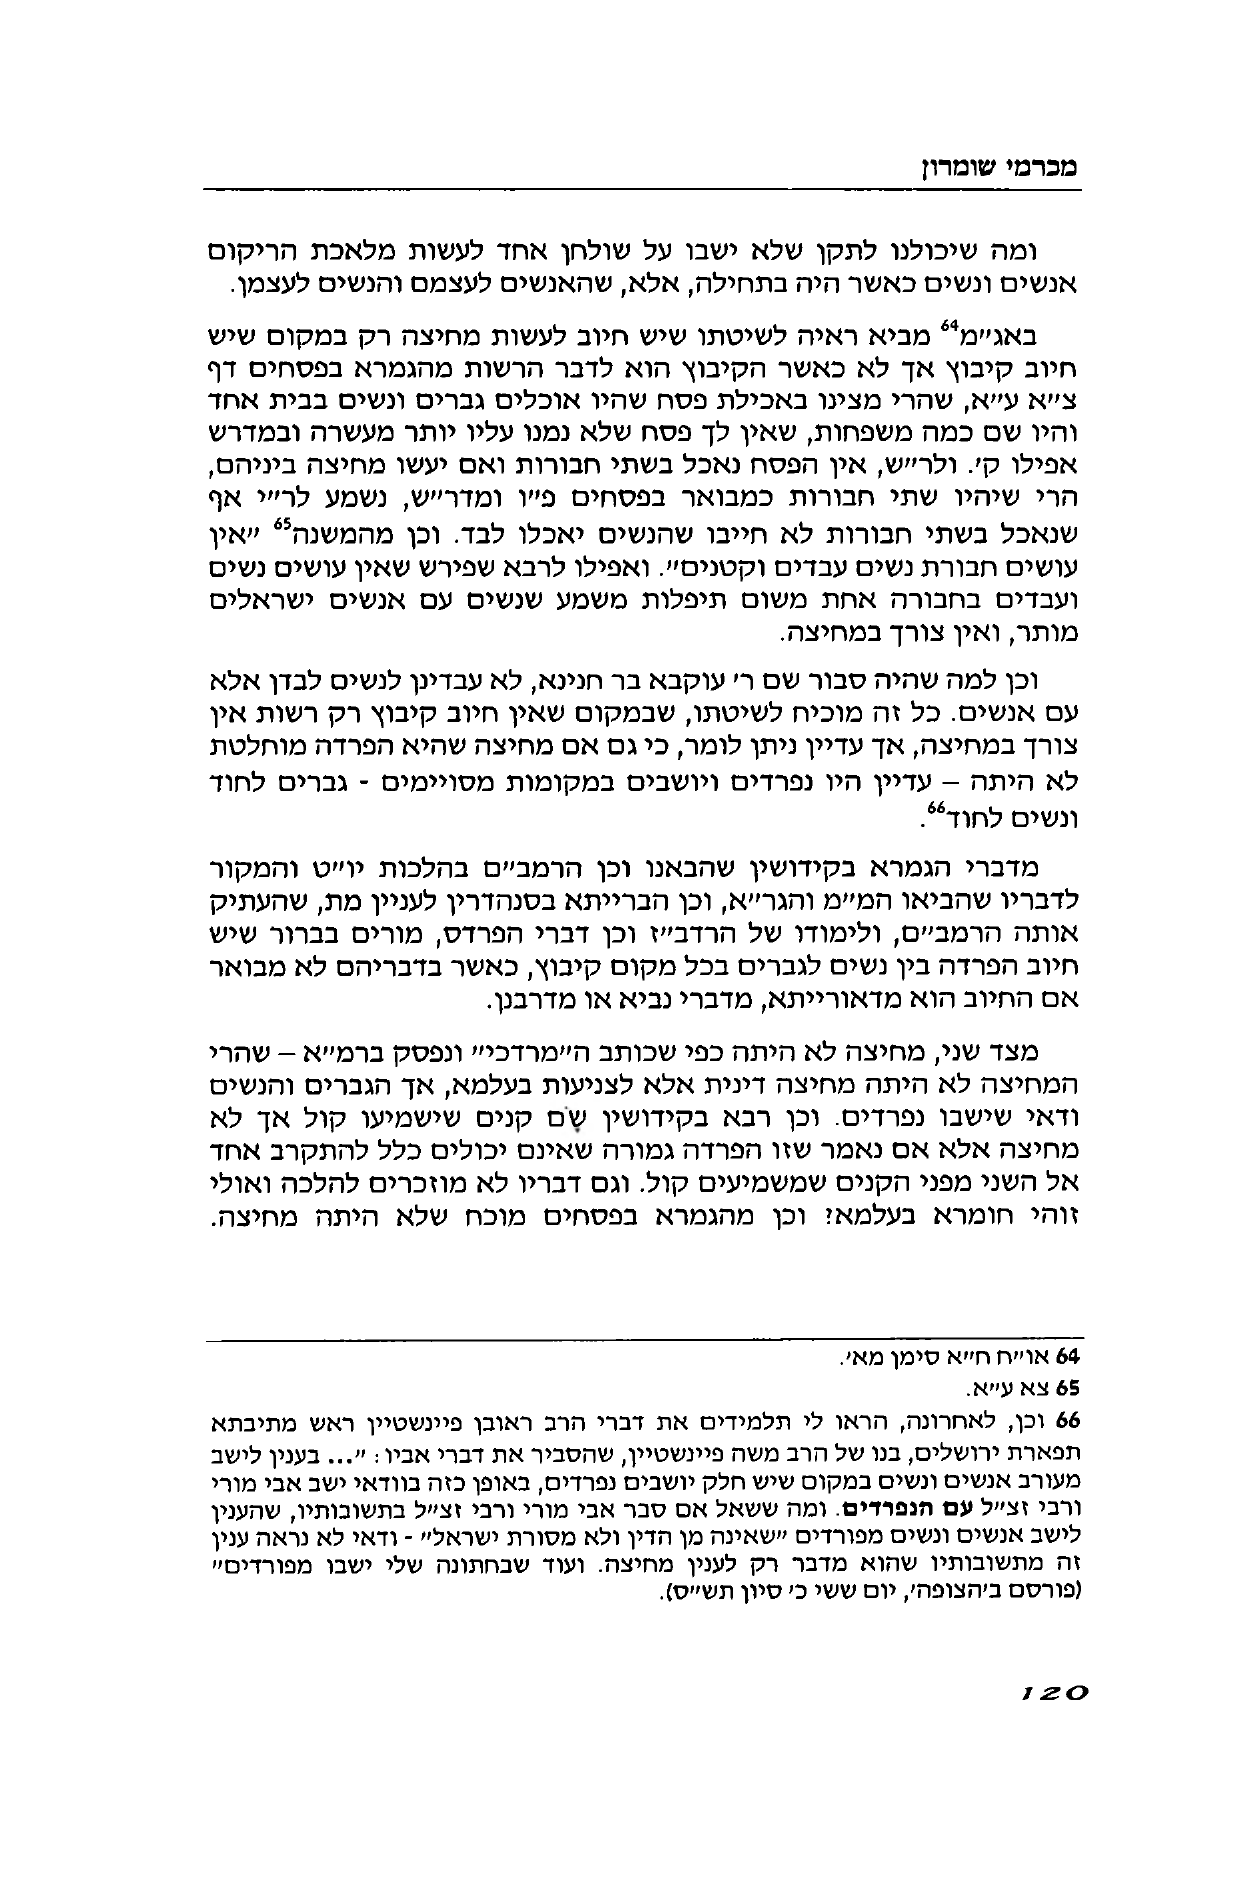 מכרמי שומרון
ומה שיכולנו לתקן שלא ישבו על שולחן אחד לעשות מלאכת הריקום
אנשים ונשים כאשר היה בתחילה, אלא, שהאנשים לעצמם והנשים לעצמן.
באג״מ64 מביא ראיה לשיטתו שיש חיוב לעשות מחיצה רק במקום שיש
חיוב קיבוץ אך לא כאשר הקיבוץ הוא לדבר הרשות מהגמרא בפסחים דף
צ״א ע״א, שהרי מצינו באכילת פסח שהיו אוכלים גברים ונשים בבית אחד
והיו שם כמה משפחות, שאין לך פסח שלא נמנו עליו יותר מעשרה ובמדרש
אפילו ק׳. ולר״ש, אין הפסח נאכל בשתי חבורות ואם יעשו מחיצה ביניהם,
הרי שיהיו שתי חבורות כמבואר בפסחים פ״ו ומדר״ש, נשמע לר״י אף
שנאכל בשתי חבורות לא חייבו שהנשים יאכלו לבד. וכן מהמשנה65 ״אין
עושים חבורת נשים עבדים וקטנים״. ואפילו לרבא שפירש שאין עושים נשים
ועבדים בחבורה אחת משום תיפלות משמע שנשים עם אנשים ישראלים
מותר, ואין צורך במחיצה.
וכן למה שהיה סבור שם ר׳ עוקבא בר חנינא, לא עבדינן לנשים לבדן אלא
עם אנשים. כל זה מוכיח לשיטתו, שבמקום שאין חיוב קיבוץ רק רשות אין
צורך במחיצה, אך עדיין ניתן לומר, כי גם אם מחיצה שהיא הפרדה מוחלטת
לא היתה – עדיין היו נפרדים ויושבים במקומות מסויימים - גברים לחוד
ונשים לחוד66.
מדברי הגמרא בקידושין שהבאנו וכן הרמב״ם בהלכות יו״ט והמקור
לדבריו שהביאו המ״מ והגר״א, וכן הברייתא בסנהדרין לעניין מת, שהעתיק
אותה הרמב״ם, ולימודו של הרדב״ז וכן דברי הפרדס, מורים בברור שיש
חיוב הפרדה בין נשים לגברים בכל מקום קיבוץ, כאשר בדבריהם לא מבואר
אם החיוב הוא מדאורייתא, מדברי נביא או מדרבנן.
מצד שני, מחיצה לא היתה כפי שכותב ה״מרדכי״ ונפסק ברמ״א – שהרי
המחיצה לא היתה מחיצה דינית אלא לצניעות בעלמא, אך הגברים והנשים
ודאי שישבו נפרדים. וכן רבא בקידושין שם קנים שישמיעו קול אך לא
מחיצה אלא אם נאמר שזו הפרדה גמורה שאינם יכולים כלל להתקרב אחד
אל השני מפני הקנים שמשמיעים קול. וגם דבריו לא מוזכרים להלכה ואולי
זוהי חומרא בעלמא? וכן מהגמרא בפסחים מוכח שלא היתה מחיצה.
64 או״ח ח״א סימן מא׳.
65 צא ע״א.
66 וכן, לאחרונה, הראו לי תלמידים את דברי הרב ראובן פיינשטיין ראש מתיבתא
תפארת ירושלים, בנו של הרב משה פיינשטיין, שהסביר את דברי אביו: ״... בענין לישב
מעורב אנשים ונשים במקום שיש חלק יושבים נפרדים, באופן כזה בוודאי ישב אבי מורי
ורבי זצ״ל עם הנפרדים. ומה ששאל אם סבר אבי מורי ורבי זצ״ל בתשובותיו, שהענין
לישב אנשים ונשים מפורדים ״שאינה מן הדין ולא מסורת ישראל״ - ודאי לא נראה ענין
זה מתשובותיו שהוא מדבר רק לענין מחיצה. ועוד שבחתונה שלי ישבו מפורדים״
(פורסם ב׳הצופה׳, יום ששי כ׳ סיון תש״ס).
120